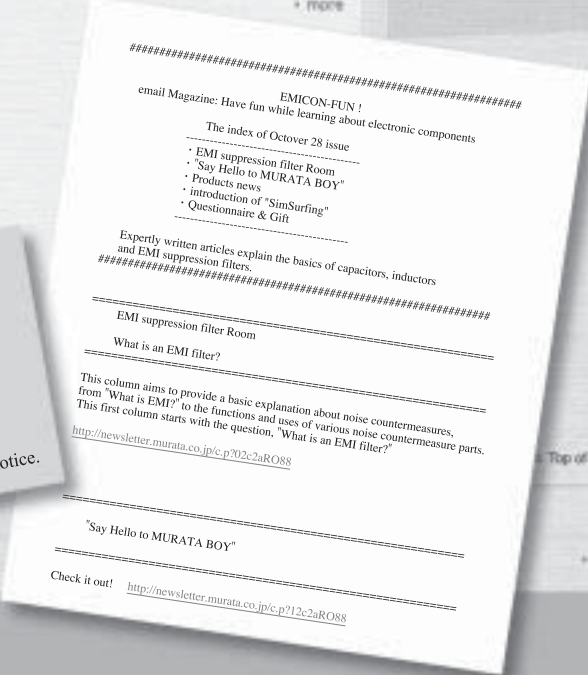 more
################################################################
EMICON-FUN !
email Magazine: Have fun while learning about electronic components
The index of Octover 28 issue
----------------------------------------------
・EMI suppression filter Room
・"Say Hello to MURATA BOY"
・Products news
・introduction of "SimSurfing"
・Questionnaire & Gift
----------------------------------------------
Expertly written articles explain the basics of capacitors, inductors
and EMI suppression filters.
################################################################
==========================================================
EMI suppression filter Room
What is an EMI filter?
==========================================================
This column aims to provide a basic explanation about noise countermeasures,
from "What is EMI?" to the functions and uses of various noise countermeasure parts.
This first column starts with the question, "What is an EMI filter?"
http://newsletter.murata.co.jp/c.p?02c2aRO88
otice.
Top of
==========================================================
"Say Hello to MURATA BOY"
==========================================================
Check it out! http://newsletter.murata.co.jp/c.p?12c2aRO88